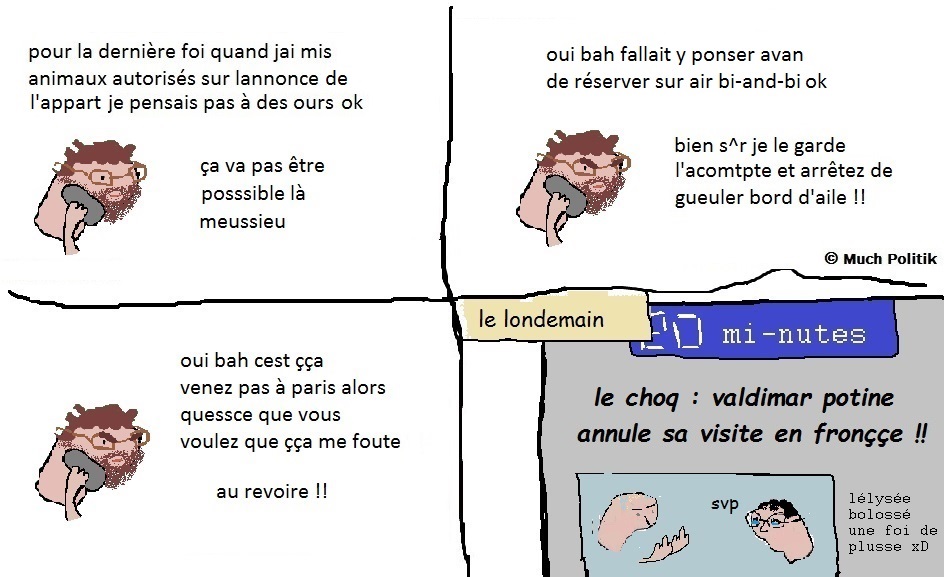 pour la dernière foi quand jai mis
animaux autorisés sur lannonce de
l'appart je pensais pas à des ours ok
ça va pas être
posssible là
meussieu
oui bah fallait y ponser avan
de réserver sur air bi-and-bi ok
bien s^r je le garde
l'acomtpte et arrêtez de
gueuler bord d'aile !!
© Much Politik
oui bah cest çça
venez pas à paris alors
quessce que vous
voulez que çça me foute
au revoire !!
le londemain
20 mi-nutes
le choq : valdimar potine
annule sa visite en fronççe !!
svp
lélysée
bolossé
une foi de
plusse xD